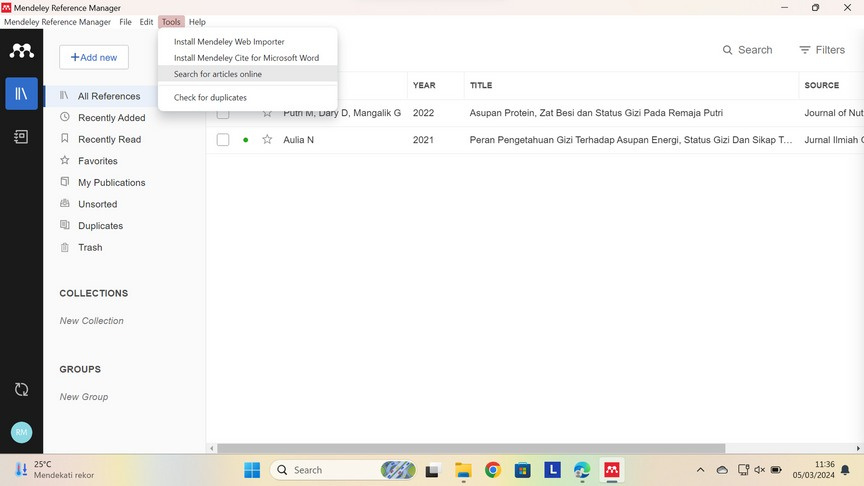 Mendeley Reference Manager
Mendeley Reference Manager File Edit Tools Help
Install Mendeley Web Importer
Install Mendeley Cite for Microsoft Word
Search for articles online
Check for duplicates
+Add new
Search
Filters
All References
Recently Added
Recently Read
Favorites
My Publications
Unsorted
Duplicates
Trash
COLLECTIONS
New Collection
GROUPS
New Group
RM
YEAR TITLE SOURCE
Putri M, Dary D, Mangalik G 2022 Asupan Protein, Zat Besi dan Status Gizi Pada Remaja Putri Journal of Nut
Aulia N 2021 Peran Pengetahuan Gizi Terhadap Asupan Energi, Status Gizi Dan Sikap T... Jurnal Ilmiah
25°C
Mendekati rekor
Search
L
11:36
05/03/2024